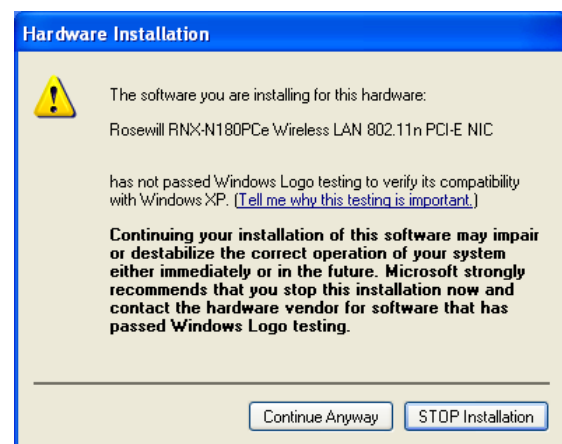 Hardware Installation
The software you are installing for this hardware:
Rosewill RNX-N180PCe Wireless LAN 802.11n PCI-E NIC
has not passed Windows Logo testing to verify its compatibility
with Windows XP. (Tell me why this testing is important.)
Continuing your installation of this software may impair
or destabilize the correct operation of your system
either immediately or in the future. Microsoft strongly
recommends that you stop this installation now and
contact the hardware vendor for software that has
passed Windows Logo testing.
Continue Anyway
STOP Installation